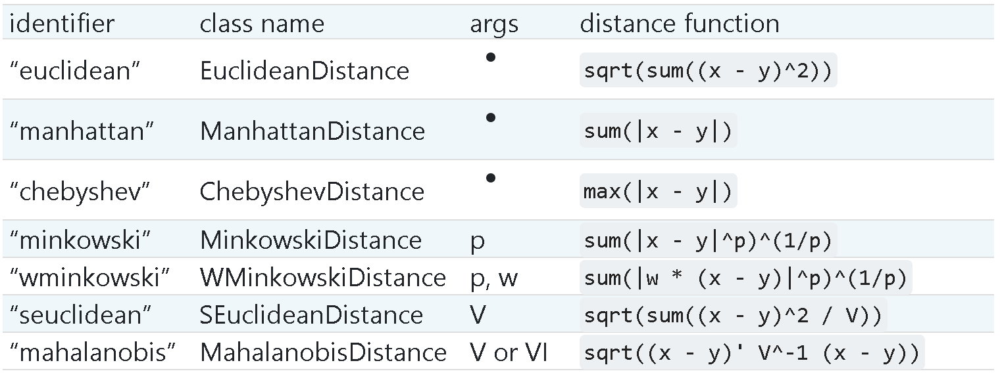 identifier class name args distance function
“euclidean” EuclideanDistance • sqrt(sum((x - y)^2))
“manhattan” ManhattanDistance • sum(|x - y|)
“chebyshev” ChebyshevDistance • max(|x - y|)
“minkowski” MinkowskiDistance p sum(|x - y|^p)^(1/p)
“wminkowski” WMinkowskiDistance p, w sum(|w * (x - y)|^p)^(1/p)
“seuclidean” SEuclideanDistance V sqrt(sum((x - y)^2 / V))
“mahalanobis” MahalanobisDistance V or VI sqrt((x - y)' V^-1 (x - y))